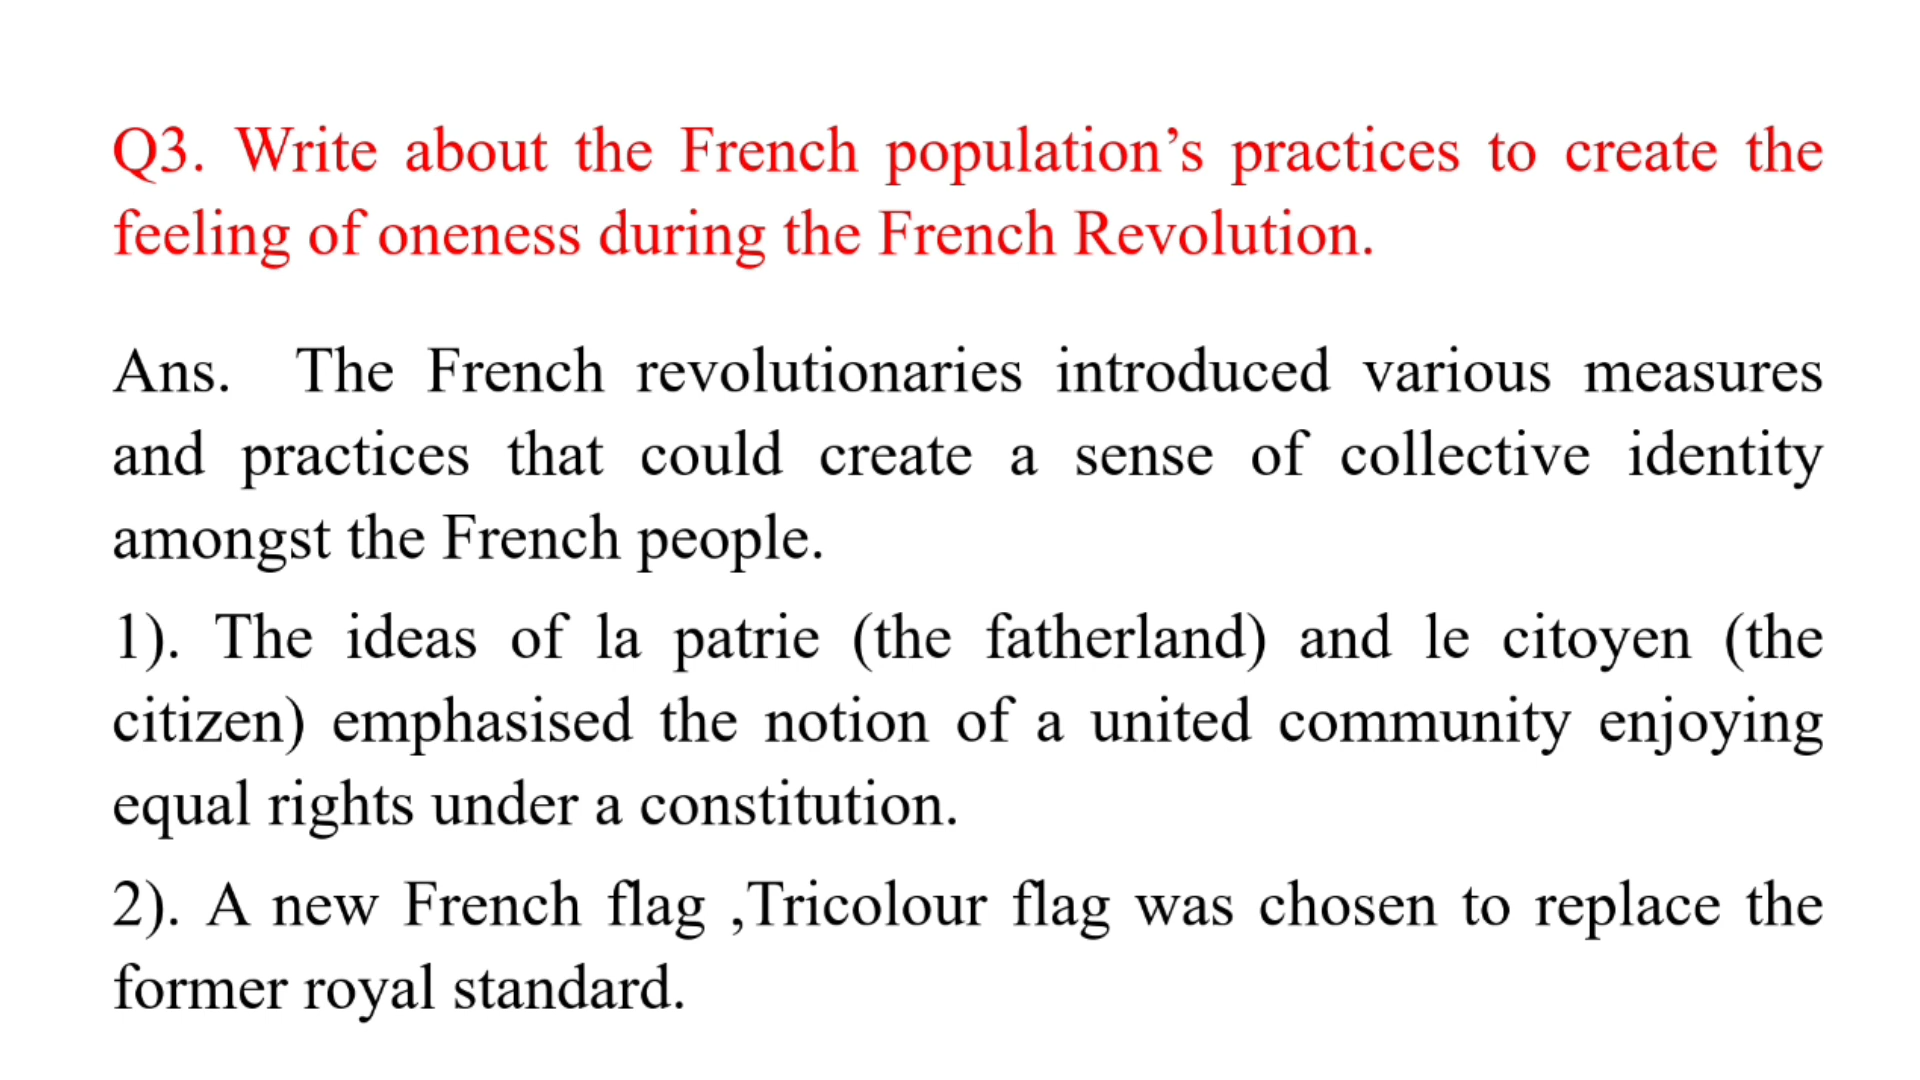 Q3. Write about the French population’s practices to create the
feeling of oneness during the French Revolution.
Ans. The French revolutionaries introduced various measures
and practices that could create a sense of collective identity
amongst the French people.
1). The ideas of la patrie (the fatherland) and le citoyen (the
citizen) emphasised the notion of a united community enjoying
equal rights under a constitution.
2). A new French flag ,Tricolour flag was chosen to replace the
former royal standard.